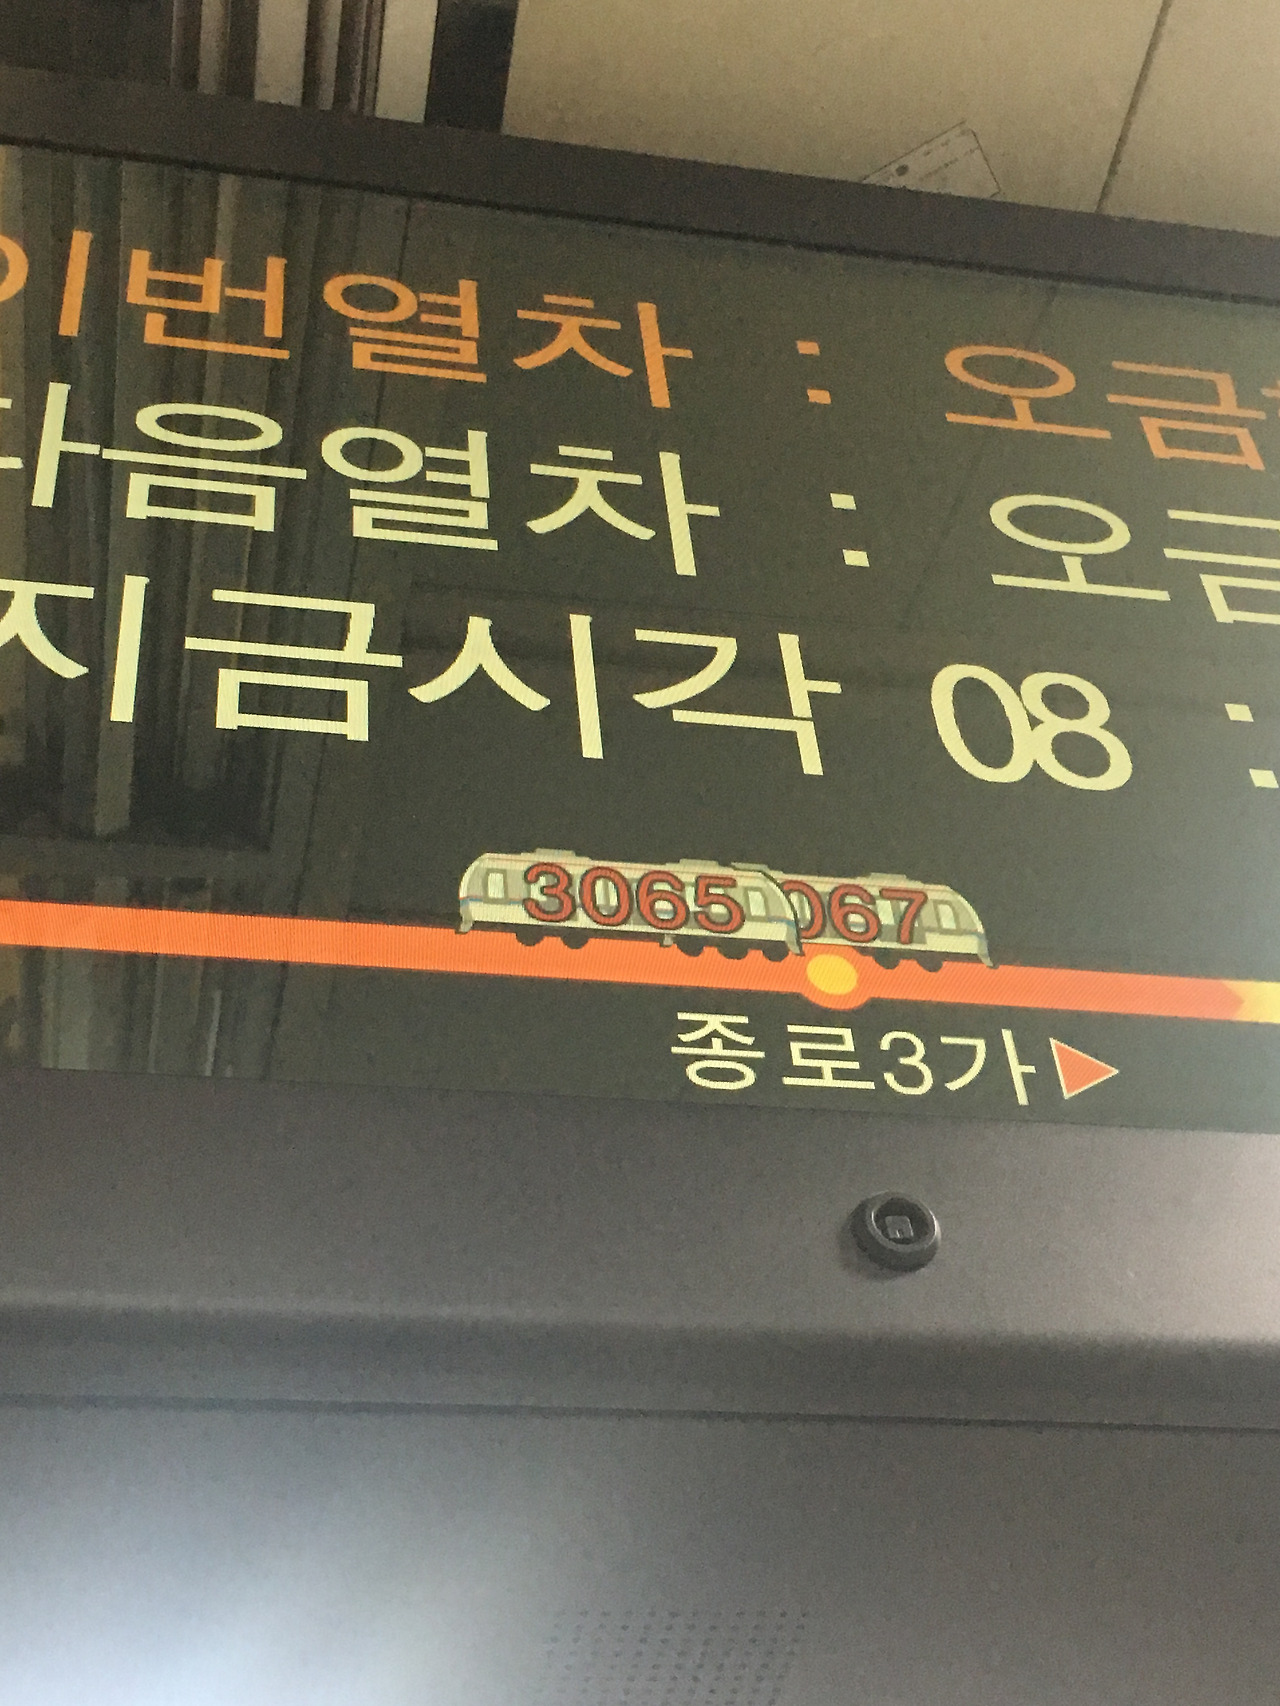 이번열차 : 오금
다음열차 : 오금
지금시각 08 :
3065 067
종로3가▶